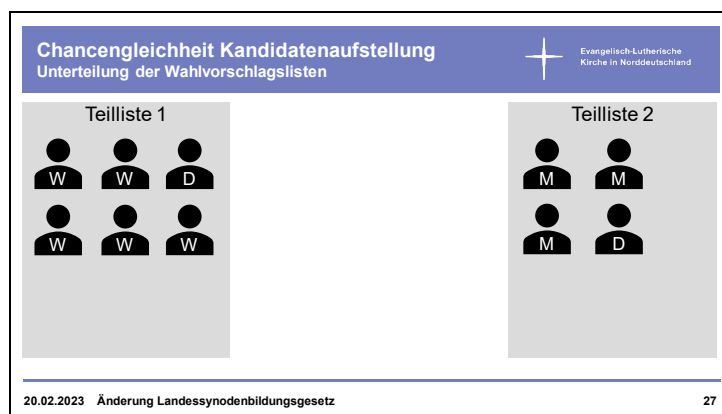 Chancengleichheit Kandidatenaufstellung
Unterteilung der Wahlvorschlagslisten
Evangelisch-Lutherische
Kirche in Norddeutschland
Teilliste 1
W W D
W W W
Teilliste 2
M M
M D
20.02.2023 Änderung Landessynodenbildungsgesetz 27